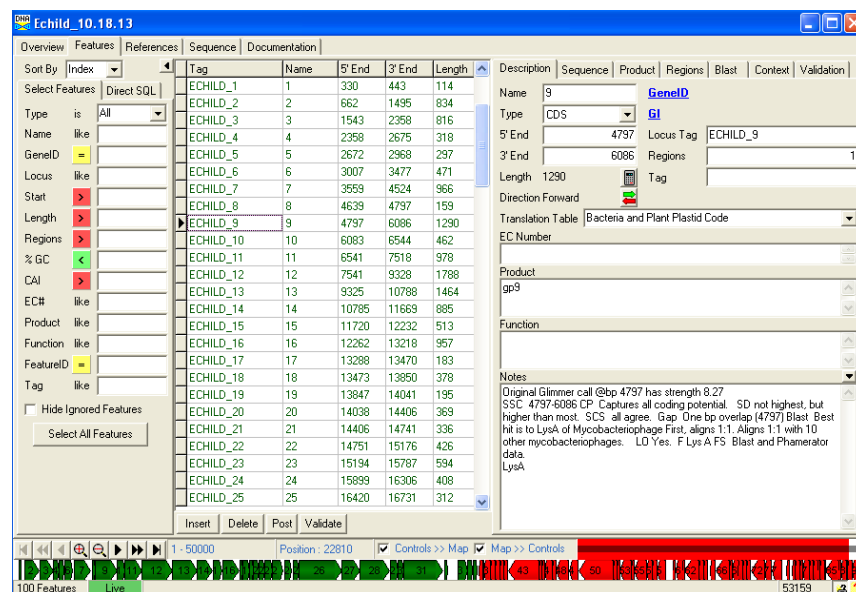 DNA Echild_10.18.13
Overview Features References Sequence Documentation
Sort By Index
Select Features Direct SQL
Type is All
Name like
GeneID =
Locus like
Start >
Length >
Regions >
% GC <
CAI >
EC# like
Product like
Function like
FeatureID =
Tag like
Hide Ignored Features
Select All Features
Tag Name 5' End 3' End Length
ECHILD_1 1 330 443 114
ECHILD_2 2 662 1495 834
ECHILD_3 3 1543 2358 816
ECHILD_4 4 2358 2675 318
ECHILD_5 5 2672 2968 297
ECHILD_6 6 3007 3477 471
ECHILD_7 7 3559 4524 966
ECHILD_8 8 4639 4797 159
ECHILD_9 9 4797 6086 1290
ECHILD_10 10 6083 6544 462
ECHILD_11 11 6541 7518 978
ECHILD_12 12 7541 9328 1788
ECHILD_13 13 9325 10788 1464
ECHILD_14 14 10785 11669 885
ECHILD_15 15 11720 12232 513
ECHILD_16 16 12262 13218 957
ECHILD_17 17 13288 13470 183
ECHILD_18 18 13473 13850 378
ECHILD_19 19 13847 14041 195
ECHILD_20 20 14038 14406 369
ECHILD_21 21 14406 14741 336
ECHILD_22 22 14751 15176 426
ECHILD_23 23 15194 15787 594
ECHILD_24 24 15899 16306 408
ECHILD_25 25 16420 16731 312
Insert Delete Post Validate
Description Sequence Product Regions Blast Context Validation
Name 9 GeneID
Type CDS GI
5' End 4797 Locus Tag ECHILD_9
3' End 6086 Regions 1
Length 1290 Tag
Direction Forward
Translation Table Bacteria and Plant Plastid Code
EC Number
Product
gp9
Function
Notes
Original Glimmer call @bp 4797 has strength 8.27
SSC 4797-6086 CP Captures all coding potential. SD not highest, but
higher than most. SCS all agree. Gap One bp overlap (4797) Blast Best
hit is to LysA of Mycobacteriophage First, aligns 1:1. Aligns 1:1 with 10
other mycobacteriophages. LO Yes. F Lys A FS Blast and Phamerator
data.
LysA
1 - 50000 Position : 22810 Controls >> Map Map >> Controls
2 9 12 13 26 27 28 31 43 50
100 Features Live 53159